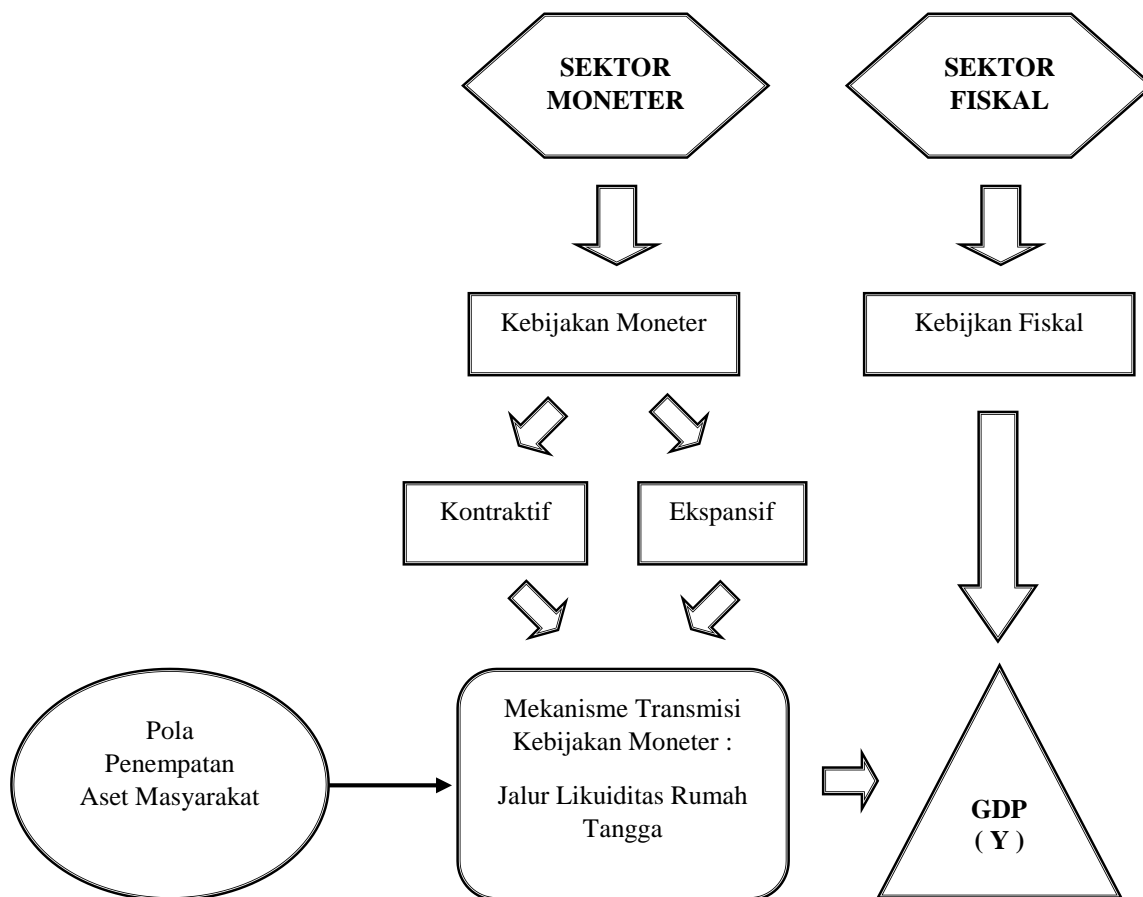 SEKTOR
MONETER
SEKTOR
FISKAL
Kebijakan Moneter
Kebijkan Fiskal
Kontraktif
Ekspansif
Pola
Penempatan
Aset Masyarakat
Mekanisme Transmisi
Kebijakan Moneter :
Jalur Likuiditas Rumah
Tangga
GDP
( Y )